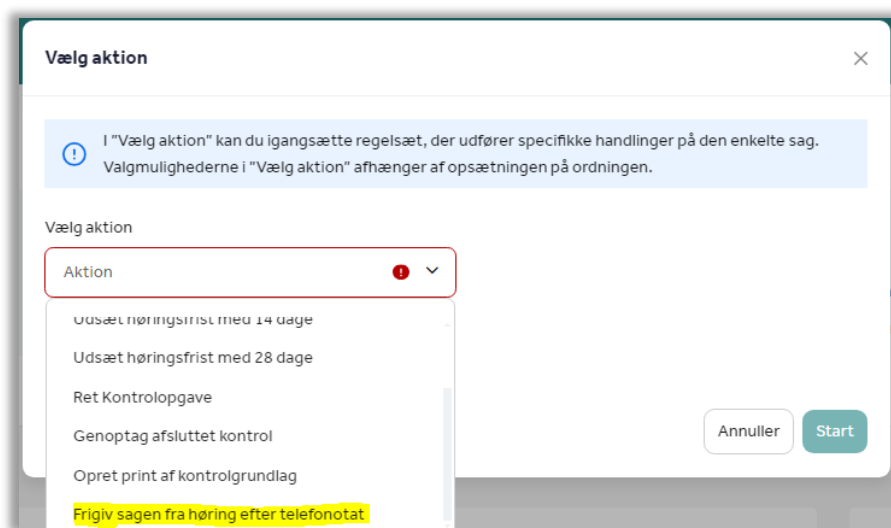 Vælg aktion
I ”Vælg aktion” kan du igangsætte regelsæt, der udfører specifikke handlinger på den enkelte sag.
Valgmulighederne i ”Vælg aktion” afhænger af opsætningen på ordningen.
Vælg aktion
Aktion
Udsæt høringsfrist med 14 dage
Udsæt høringsfrist med 28 dage
Ret Kontrolopgave
Genoptag afsluttet kontrol
Opret print af kontrolgrundlag
Frigiv sagen fra høring efter telefonotat
Annuller
Start